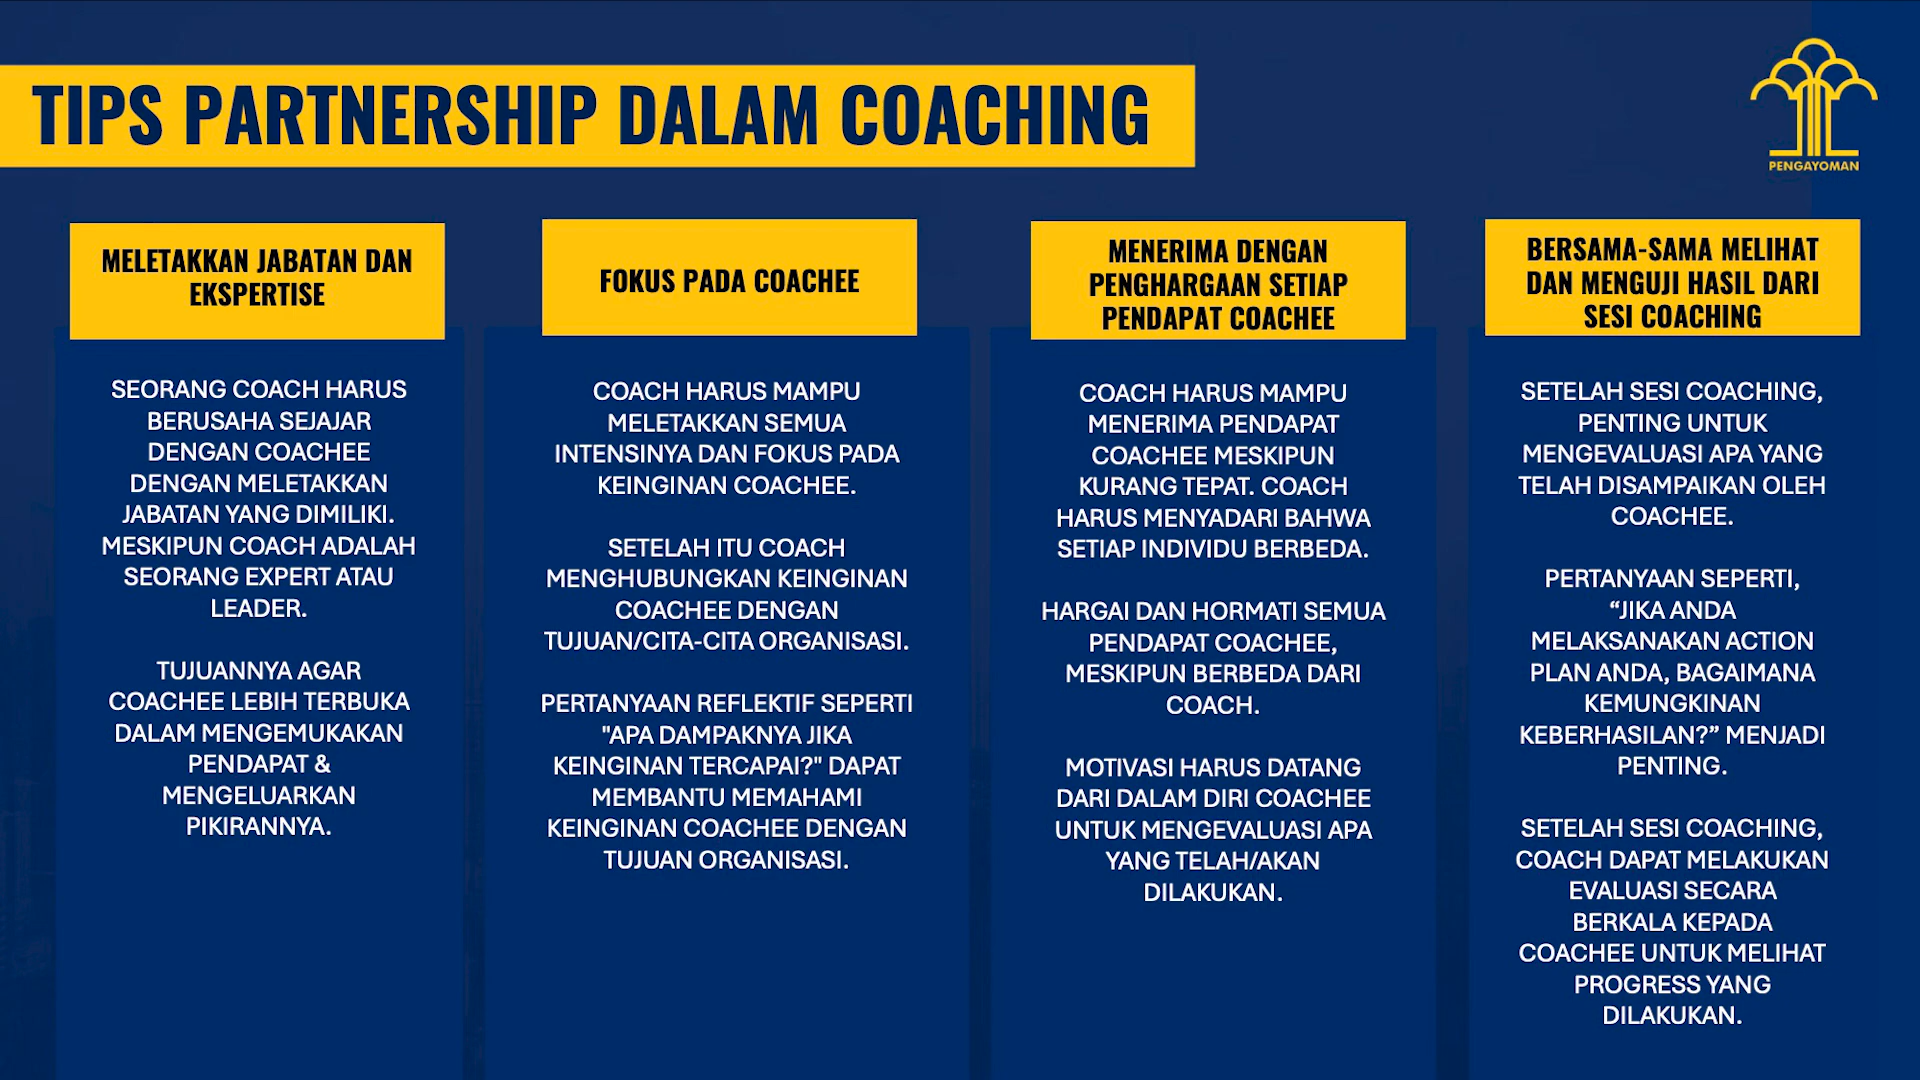 TIPS PARTNERSHIP DALAM COACHING
PENGAYOMAN
MELETAKKAN JABATAN DAN
EKSPERTISE
SEORANG COACH HARUS
BERUSAHA SEJAJAR
DENGAN COACHEE
DENGAN MELETAKKAN
JABATAN YANG DIMILIKI.
MESKIPUN COACH ADALAH
SEORANG EXPERT ATAU
LEADER.
TUJUANNYA AGAR
COACHEE LEBIH TERBUKA
DALAM MENGEMUKAKAN
PENDAPAT &
MENGELUARKAN
PIKIRANNYA.
FOKUS PADA COACHEE
COACH HARUS MAMPU
MELETAKKAN SEMUA
INTENSINYA DAN FOKUS PADA
KEINGINAN COACHEE.
SETELAH ITU COACH
MENGHUBUNGKAN KEINGINAN
COACHEE DENGAN
TUJUAN/CITA-CITA ORGANISASI.
PERTANYAAN REFLEKTIF SEPERTI
"APA DAMPAKNYA JIKA
KEINGINAN TERCAPAI?" DAPAT
MEMBANTU MEMAHAMI
KEINGINAN COACHEE DENGAN
TUJUAN ORGANISASI.
MENERIMA DENGAN
PENGHARGAAN SETIAP
PENDAPAT COACHEE
COACH HARUS MAMPU
MENERIMA PENDAPAT
COACHEE MESKIPUN
KURANG TEPAT. COACH
HARUS MENYADARI BAHWA
SETIAP INDIVIDU BERBEDA.
HARGAI DAN HORMATI SEMUA
PENDAPAT COACHEE,
MESKIPUN BERBEDA DARI
COACH.
MOTIVASI HARUS DATANG
DARI DALAM DIRI COACHEE
UNTUK MENGEVALUASI APA
YANG TELAH/AKAN
DILAKUKAN.
BERSAMA-SAMA MELIHAT
DAN MENGUJI HASIL DARI
SESI COACHING
SETELAH SESI COACHING,
PENTING UNTUK
MENGEVALUASI APA YANG
TELAH DISAMPAIKAN OLEH
COACHEE.
PERTANYAAN SEPERTI,
“JIKA ANDA
MELAKSANAKAN ACTION
PLAN ANDA, BAGAIMANA
KEMUNGKINAN
KEBERHASILAN?” MENJADI
PENTING.
SETELAH SESI COACHING,
COACH DAPAT MELAKUKAN
EVALUASI SECARA
BERKALA KEPADA
COACHEE UNTUK MELIHAT
PROGRESS YANG
DILAKUKAN.